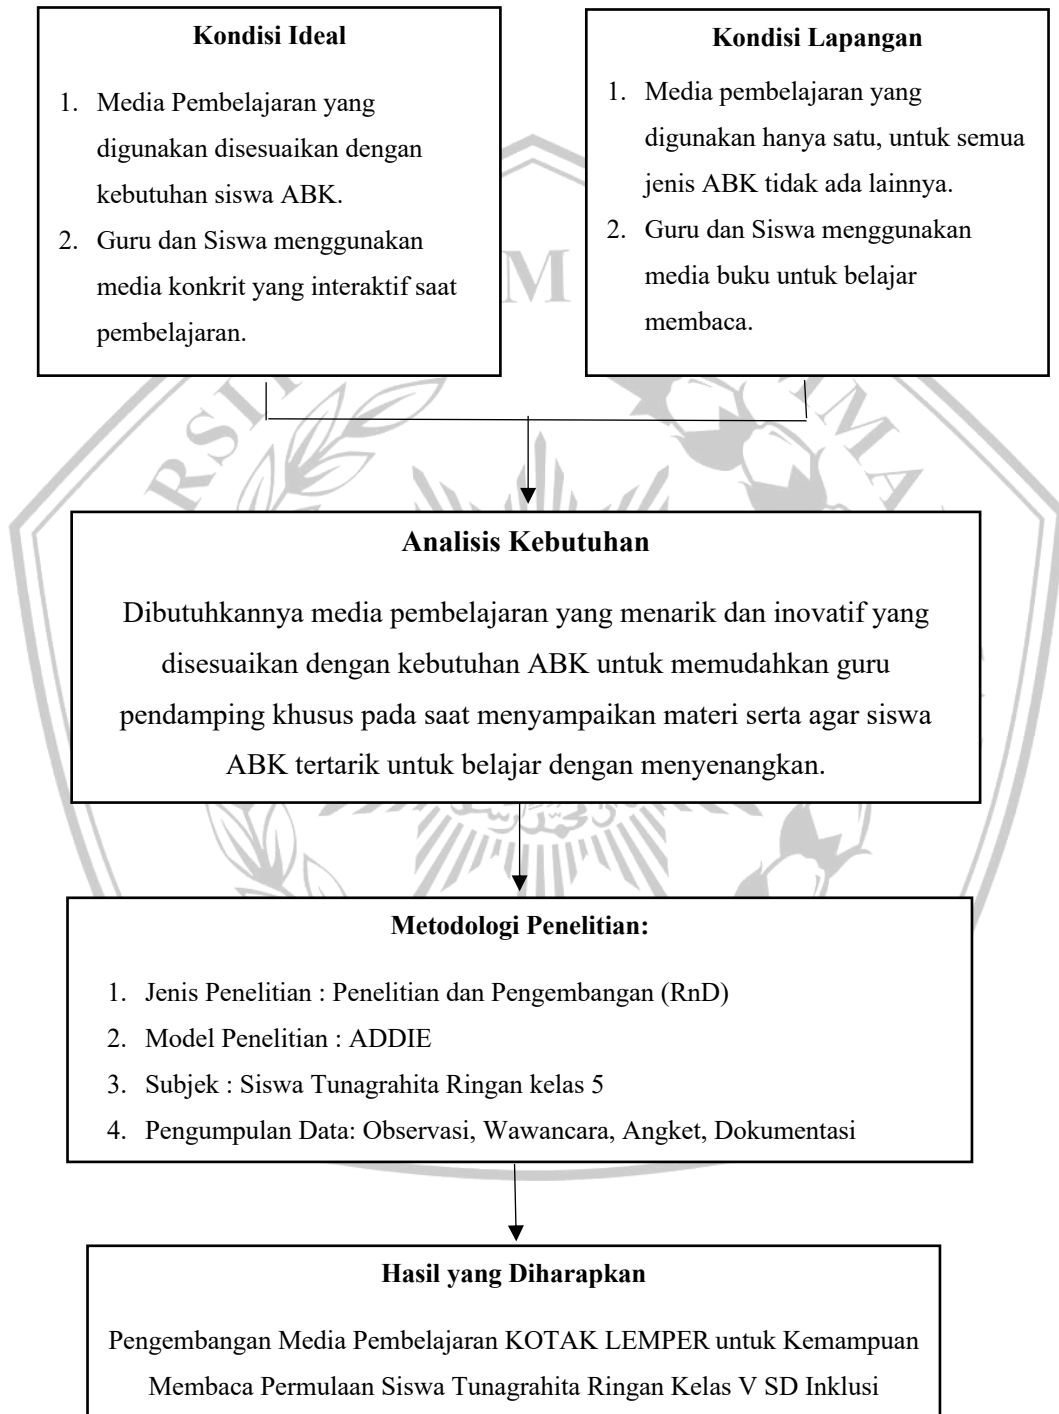 Kondisi Ideal
1. Media Pembelajaran yang
digunakan disesuaikan dengan
kebutuhan siswa ABK.
2. Guru dan Siswa menggunakan
media konkrit yang interaktif saat
pembelajaran.
Kondisi Lapangan
1. Media pembelajaran yang
digunakan hanya satu, untuk semua
jenis ABK tidak ada lainnya.
2. Guru dan Siswa menggunakan
media buku untuk belajar
membaca.
Analisis Kebutuhan
Dibutuhkannya media pembelajaran yang menarik dan inovatif yang
disesuaikan dengan kebutuhan ABK untuk memudahkan guru
pendamping khusus pada saat menyampaikan materi serta agar siswa
ABK tertarik untuk belajar dengan menyenangkan.
Metodologi Penelitian:
1. Jenis Penelitian : Penelitian dan Pengembangan (RnD)
2. Model Penelitian : ADDIE
3. Subjek : Siswa Tunagrahita Ringan kelas 5
4. Pengumpulan Data: Observasi, Wawancara, Angket, Dokumentasi
Hasil yang Diharapkan
Pengembangan Media Pembelajaran KOTAK LEMPER untuk Kemampuan
Membaca Permulaan Siswa Tunagrahita Ringan Kelas V SD Inklusi